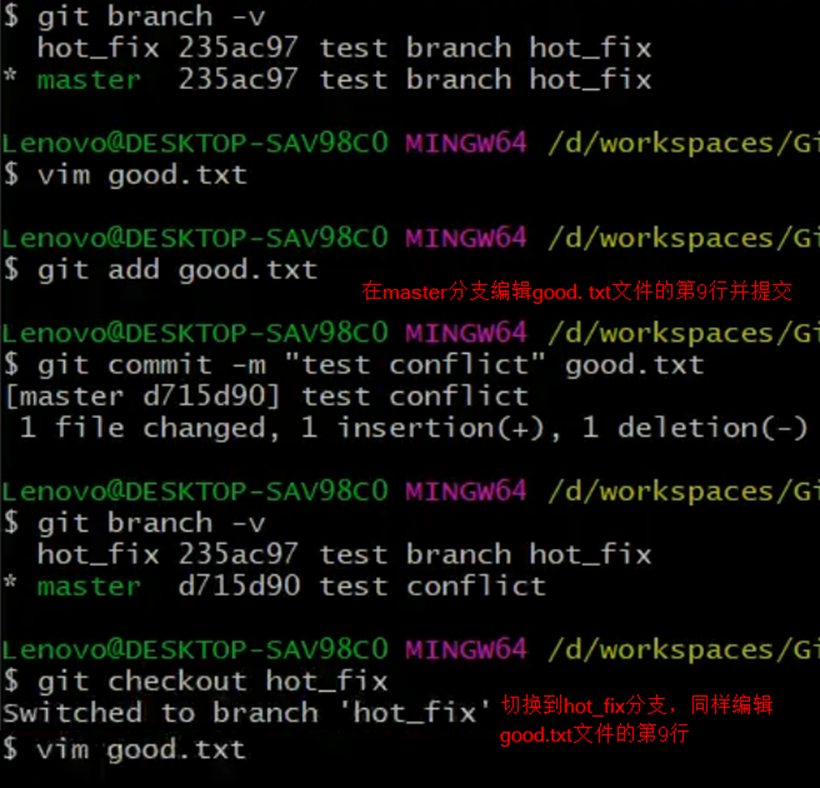 $ git branch -v
hot_fix 235ac97 test branch hot_fix
* master 235ac97 test branch hot_fix
Lenovo@DESKTOP-SAV98C0 MINGW64 /d/workspaces/Gi
$ vim good.txt
Lenovo@DESKTOP-SAV98C0 MINGW64 /d/workspaces/Gi
$ git add good.txt
在master分支编辑good. txt文件的第9行并提交
Lenovo@DESKTOP-SAV98C0 MINGW64 /d/workspaces/Gi
$ git commit -m "test conflict" good.txt
[master d715d90] test conflict
1 file changed, 1 insertion(+), 1 deletion(-)
Lenovo@DESKTOP-SAV98C0 MINGW64 /d/workspaces/Gi
$ git branch -v
hot_fix 235ac97 test branch hot_fix
* master d715d90 test conflict
Lenovo@DESKTOP-SAV98C0 MINGW64 /d/workspaces/Gi
$ git checkout hot_fix
Switched to branch 'hot_fix'
切换到hot_fix分支，同样编辑
good.txt文件的第9行
$ vim good.txt